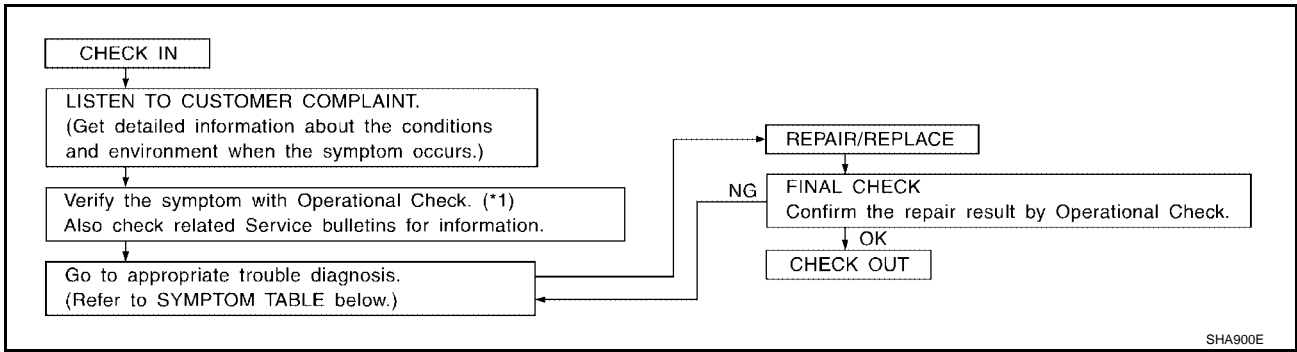 CHECK IN
LISTEN TO CUSTOMER COMPLAINT.
(Get detailed information about the conditions
and environment when the symptom occurs.)
Verify the symptom with Operational Check. (*1)
Also check related Service bulletins for information.
Go to appropriate trouble diagnosis.
(Refer to SYMPTOM TABLE below.)
REPAIR/REPLACE
NG
FINAL CHECK
Confirm the repair result by Operational Check.
OK
CHECK OUT
SHA900E